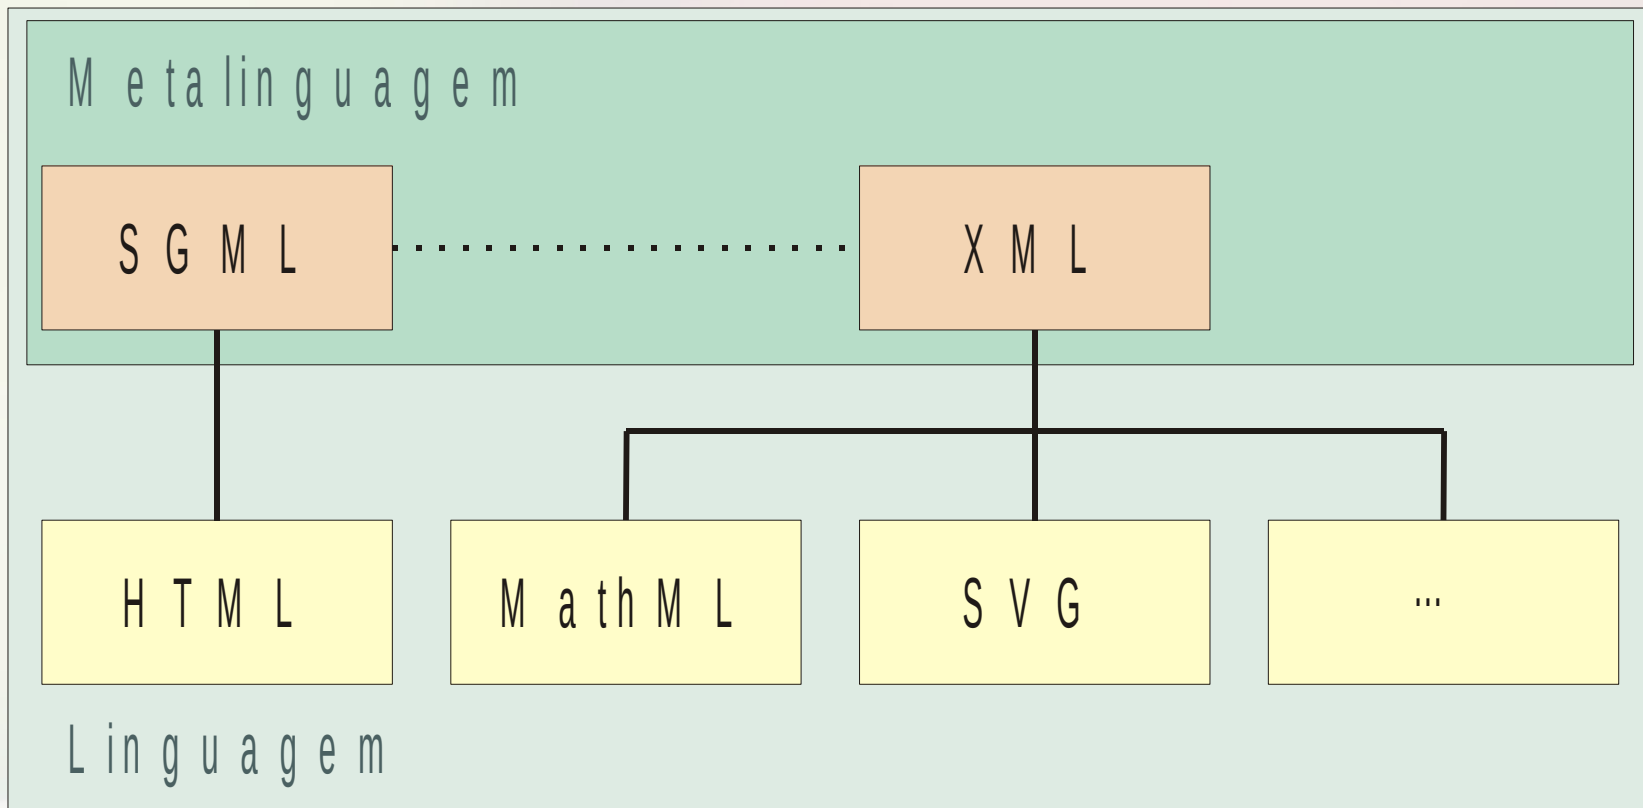 Metalinguagem
SGML
XML
HTML
MathML
SVG
...
Linguagem